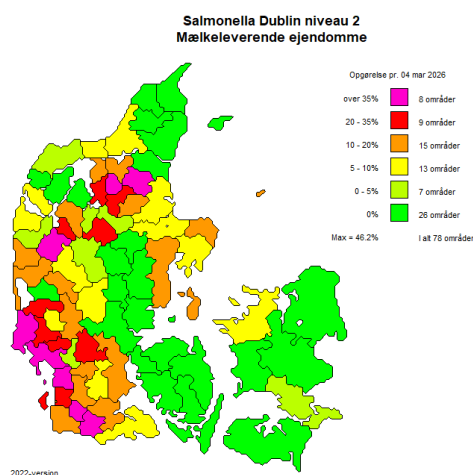 Salmonella Dublin niveau 2
Mælkeleverende ejendomme
Opgørelse pr. 04 mar 2026
over 35% 8 områder
20 - 35% 9 områder
10 - 20% 15 områder
5 - 10% 13 områder
0 - 5% 7 områder
0% 26 områder
Max = 46.2% I alt 78 områder
2022-version